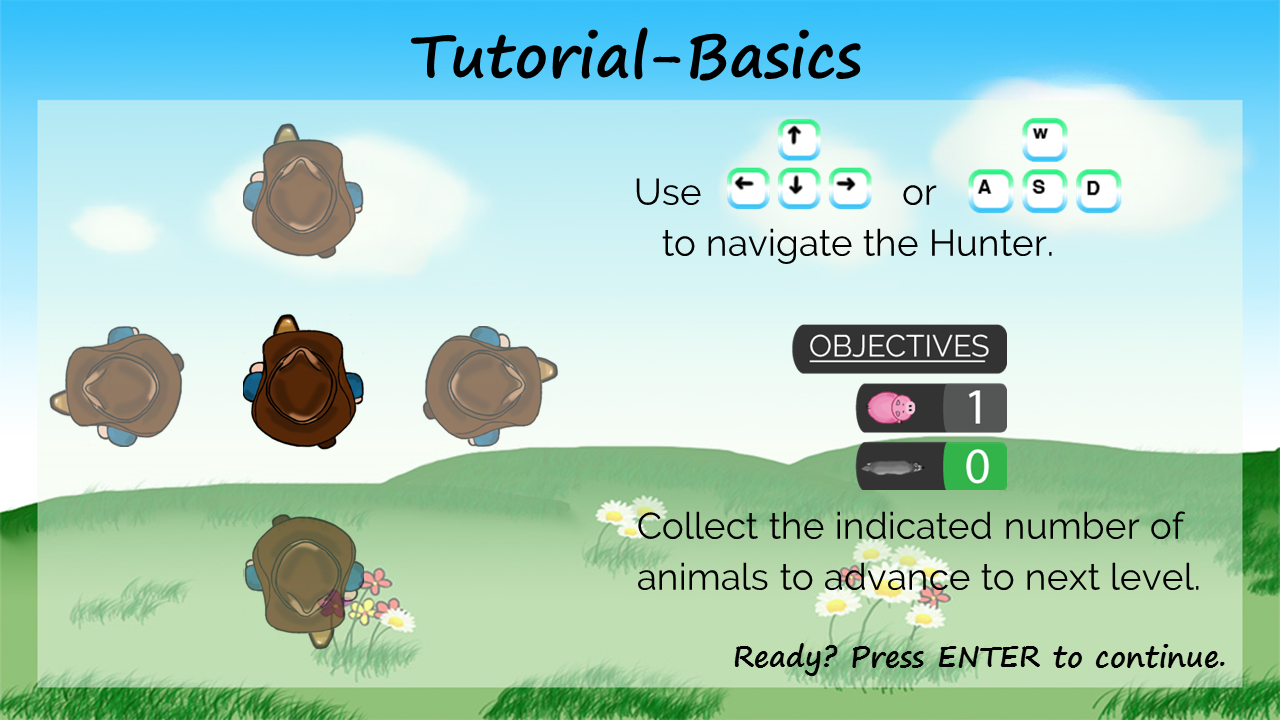 Tutorial-Basics
↑
W
Use ← ↓ → or A S D
to navigate the Hunter.
OBJECTIVES
1
0
Collect the indicated number of
animals to advance to next level.
Ready? Press ENTER to continue.